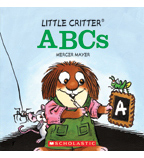 LITTLE CRITTER®
ABCs
MERCER MAYER
A
SCHOLASTIC